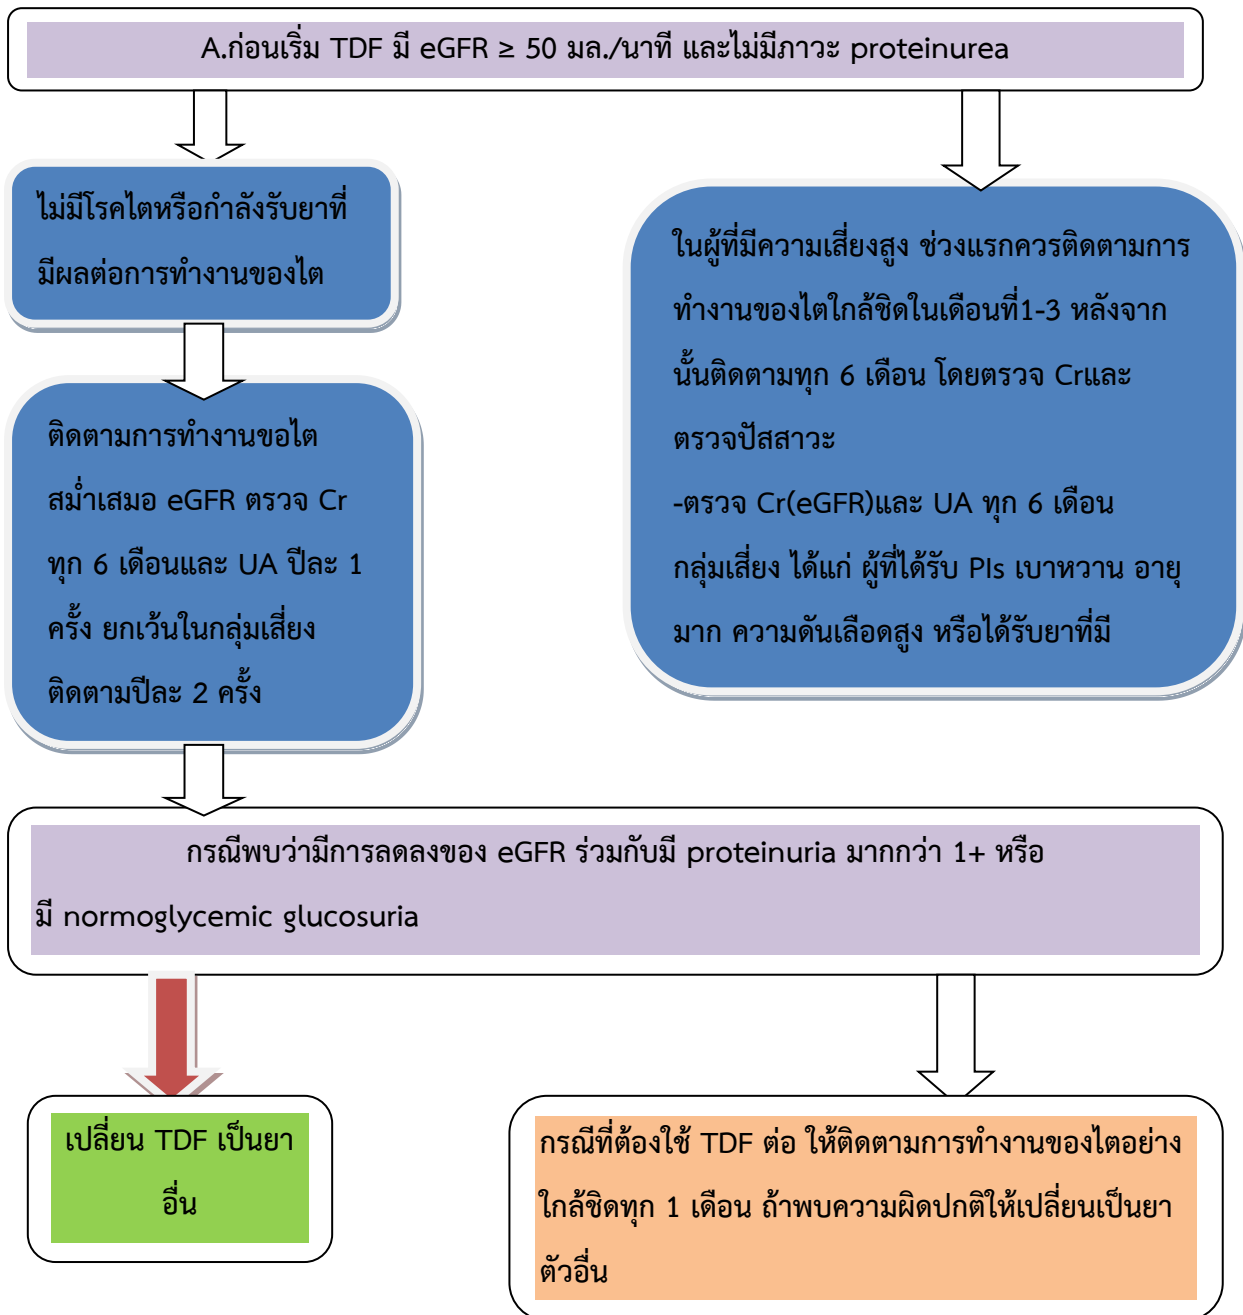 A.ก่อนเริ่ม TDF มี eGFR ≥ 50 มล./นาที และไม่มีภาวะ proteinurea
ไม่มีโรคไตหรือกำลังรับยาที่
มีผลต่อการทำงานของไต
ติดตามการทำงานขอไต
สม่ำเสมอ eGFR ตรวจ Cr
ทุก 6 เดือนและ UA ปีละ 1
ครั้ง ยกเว้นในกลุ่มเสี่ยง
ติดตามปีละ 2 ครั้ง
ในผู้ที่มีความเสี่ยงสูง ช่วงแรกควรติดตามการ
ทำงานของไตใกล้ชิดในเดือนที่1-3 หลังจาก
นั้นติดตามทุก 6 เดือน โดยตรวจ Crและ
ตรวจปัสสาวะ
-ตรวจ Cr(eGFR)และ UA ทุก 6 เดือน
กลุ่มเสี่ยง ได้แก่ ผู้ที่ได้รับ PIs เบาหวาน อายุ
มาก ความดันเลือดสูง หรือได้รับยาที่มี
กรณีพบว่ามีการลดลงของ eGFR ร่วมกับมี proteinuria มากกว่า 1+ หรือ
มี normoglycemic glucosuria
เปลี่ยน TDF เป็นยา
อื่น
กรณีที่ต้องใช้ TDF ต่อ ให้ติดตามการทำงานของไตอย่าง
ใกล้ชิดทุก 1 เดือน ถ้าพบความผิดปกติให้เปลี่ยนเป็นยา
ตัวอื่น